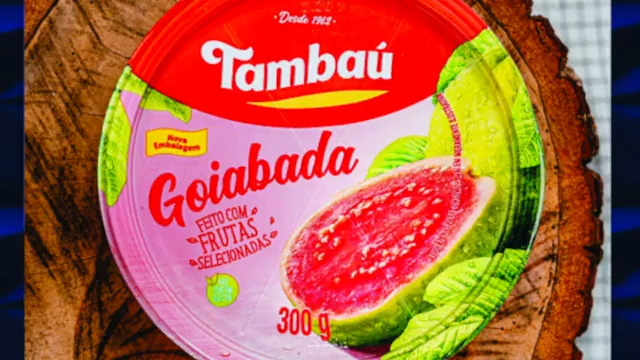 Desde 1962
Tambaú
Nova
Embalagem
Goiabada
FEITO COM
FRUTAS
SELECIONADAS
300 g